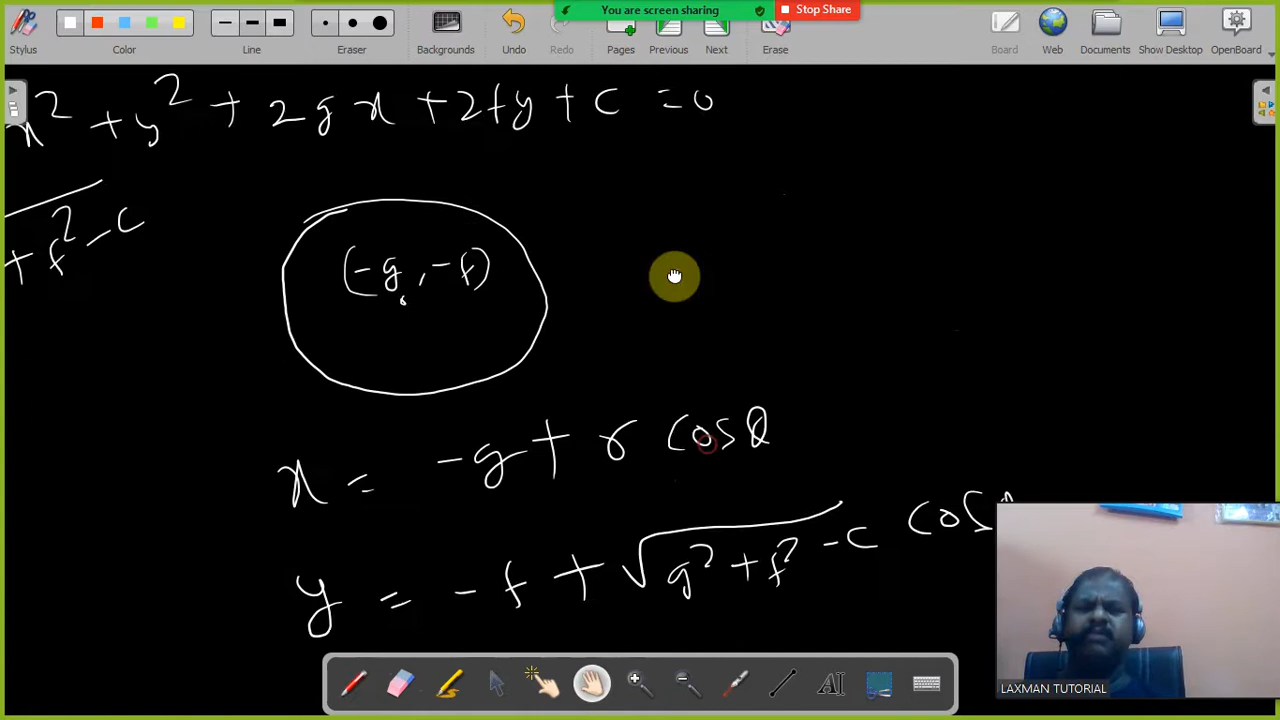 You are screen sharing
Stop Share
Stylus
Color
Line
Eraser
Backgrounds
Undo
Redo
Pages
Previous
Next
Erase
Board
Web
Documents
Show Desktop
OpenBoard
x² + y² + 2gx + 2fy + c = 0
+ f² - c
(-g, -f)
x = -g + r cosθ
y = -f + √g² + f² - c cos
AI
LAXMAN TUTORIAL